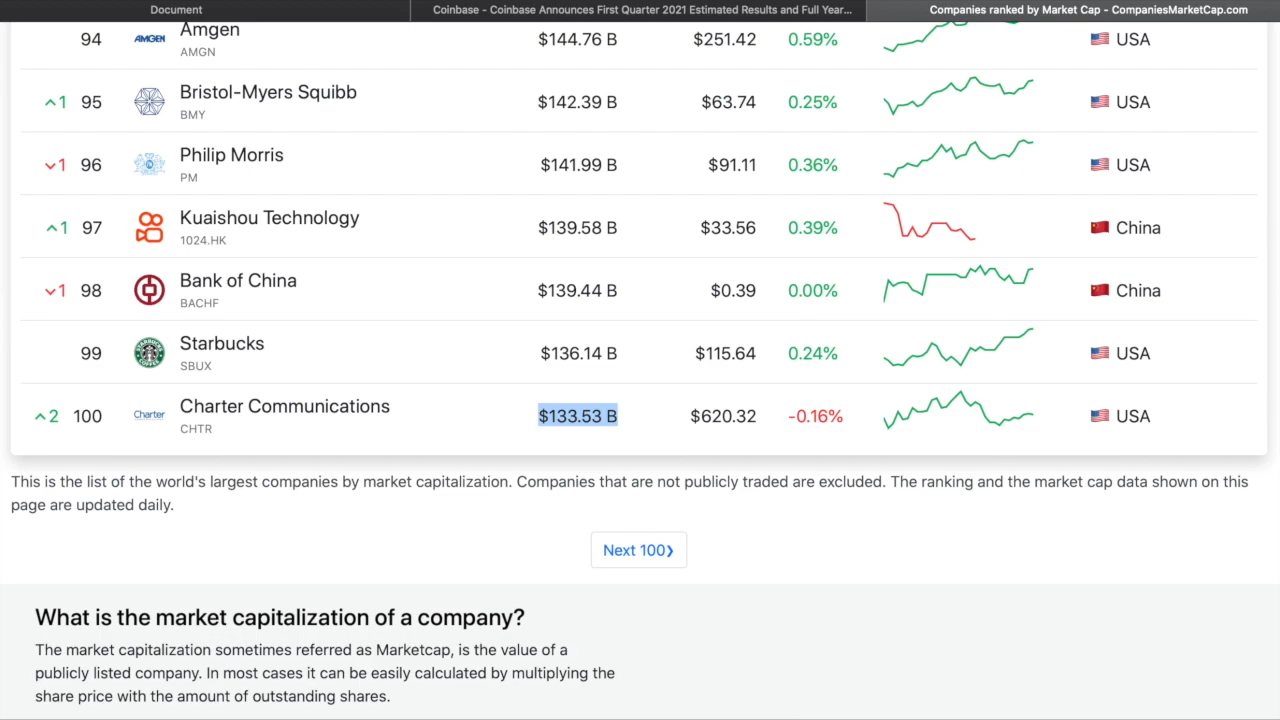 Document
Coinbase - Coinbase Announces First Quarter 2021 Estimated Results and Full Year...
Companies ranked by Market Cap - CompaniesMarketCap.com
94 AMGEN Amgen $144.76 B $251.42 0.59% USA
AMGN
1 95 Bristol-Myers Squibb $142.39 B $63.74 0.25% USA
BMY
1 96 Philip Morris $141.99 B $91.11 0.36% USA
PM
1 97 Kuaishou Technology $139.58 B $33.56 0.39% China
1024.HK
1 98 Bank of China $139.44 B $0.39 0.00% China
BACHF
99 Starbucks $136.14 B $115.64 0.24% USA
SBUX
2 100 Charter Charter Communications $133.53 B $620.32 -0.16% USA
CHTR
This is the list of the world's largest companies by market capitalization. Companies that are not publicly traded are excluded. The ranking and the market cap data shown on this
page are updated daily.
Next 100❯
What is the market capitalization of a company?
The market capitalization sometimes referred as Marketcap, is the value of a
publicly listed company. In most cases it can be easily calculated by multiplying the
share price with the amount of outstanding shares.